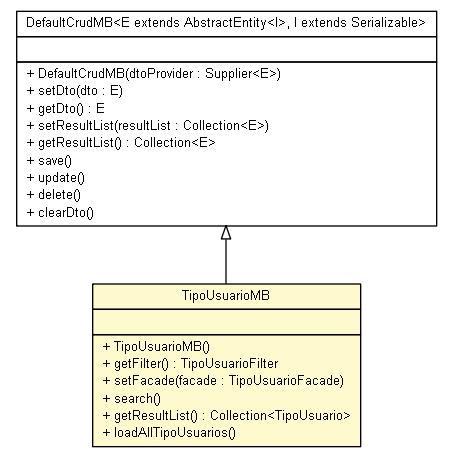 DefaultCrudMB<E extends AbstractEntity<I>, I extends Serializable>
+ DefaultCrudMB(dtoProvider : Supplier<E>)
+ setDto(dto : E)
+ getDto() : E
+ setResultList(resultList : Collection<E>)
+ getResultList() : Collection<E>
+ save()
+ update()
+ delete()
+ clearDto()
TipoUsuarioMB
+ TipoUsuarioMB()
+ getFilter() : TipoUsuarioFilter
+ setFacade(facade : TipoUsuarioFacade)
+ search()
+ getResultList() : Collection<TipoUsuario>
+ loadAllTipoUsuarios()